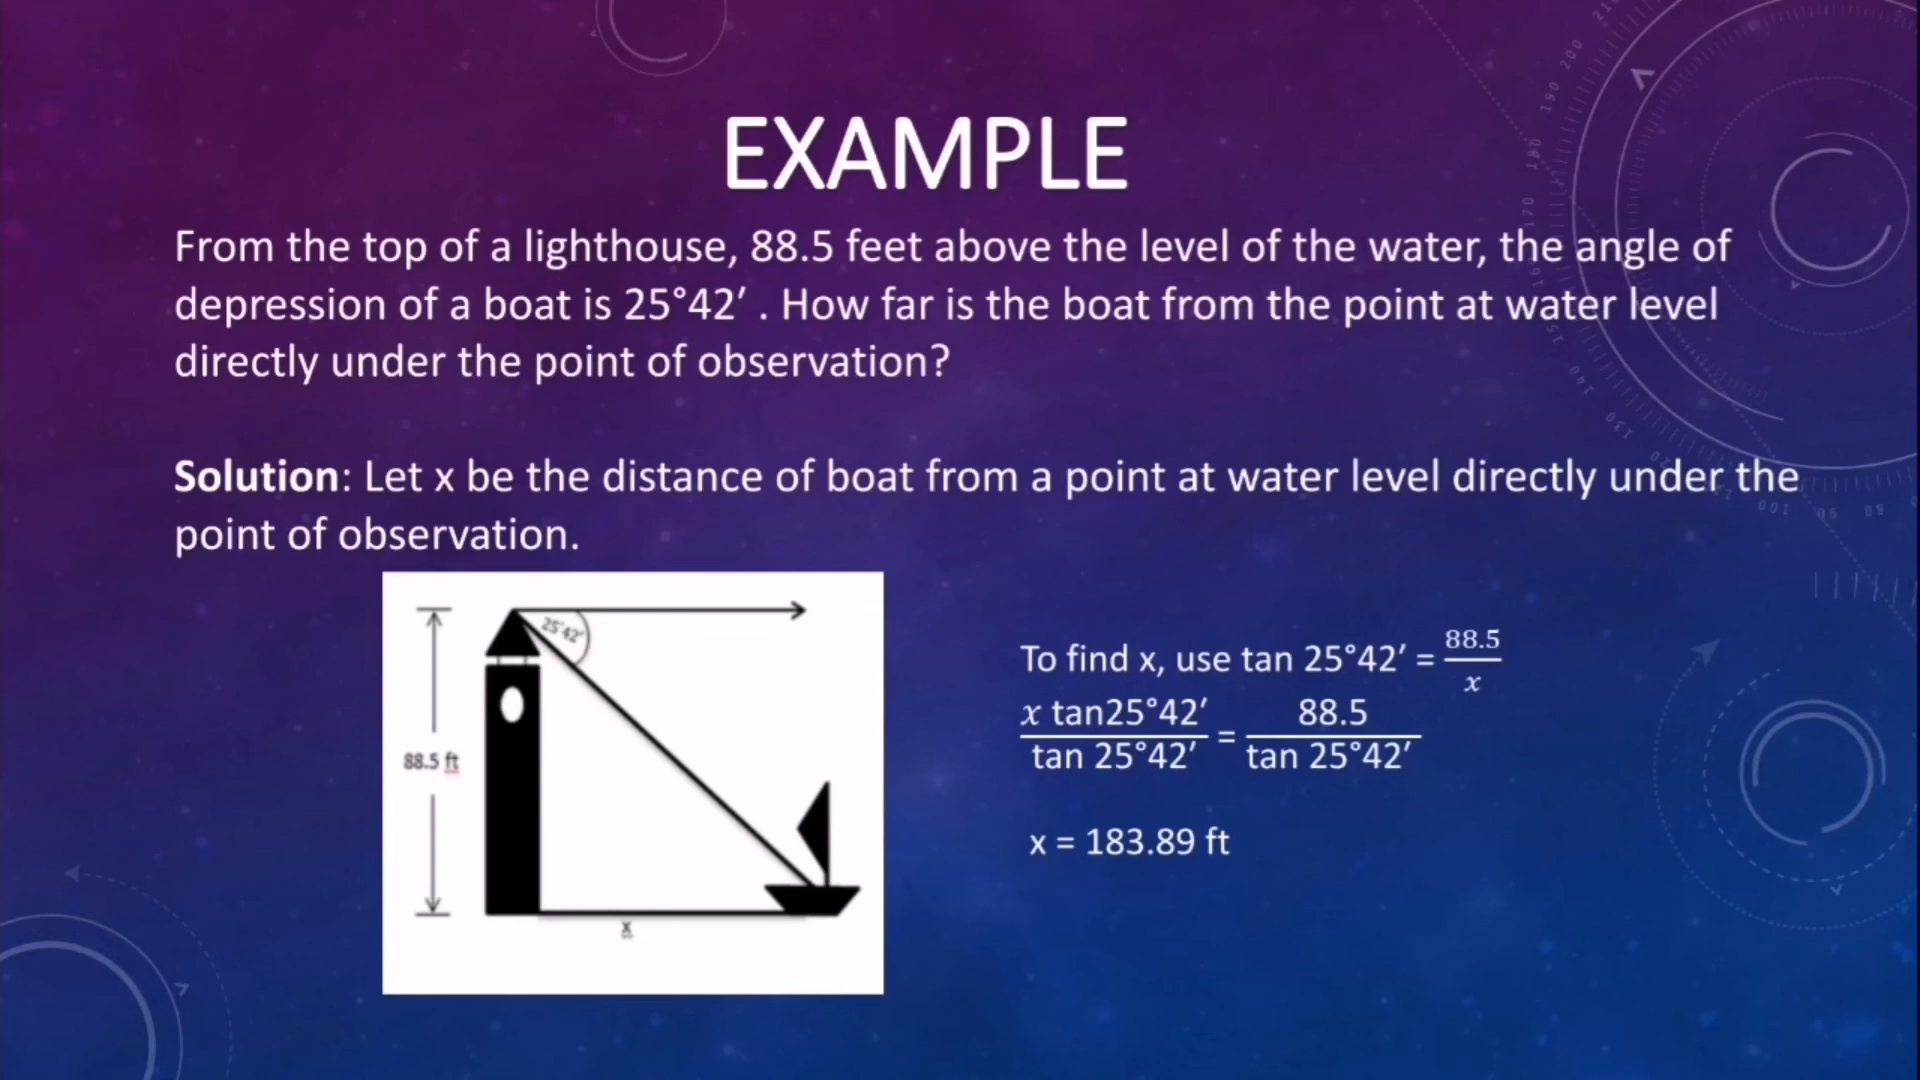 EXAMPLE
From the top of a lighthouse, 88.5 feet above the level of the water, the angle of
depression of a boat is 25°42′ . How far is the boat from the point at water level
directly under the point of observation?
Solution: Let x be the distance of boat from a point at water level directly under the
point of observation.
25°42'
88.5 ft
x
To find x, use tan 25°42′ = 88.5/x
x tan25°42′/tan 25°42′ = 88.5/tan 25°42′
x = 183.89 ft